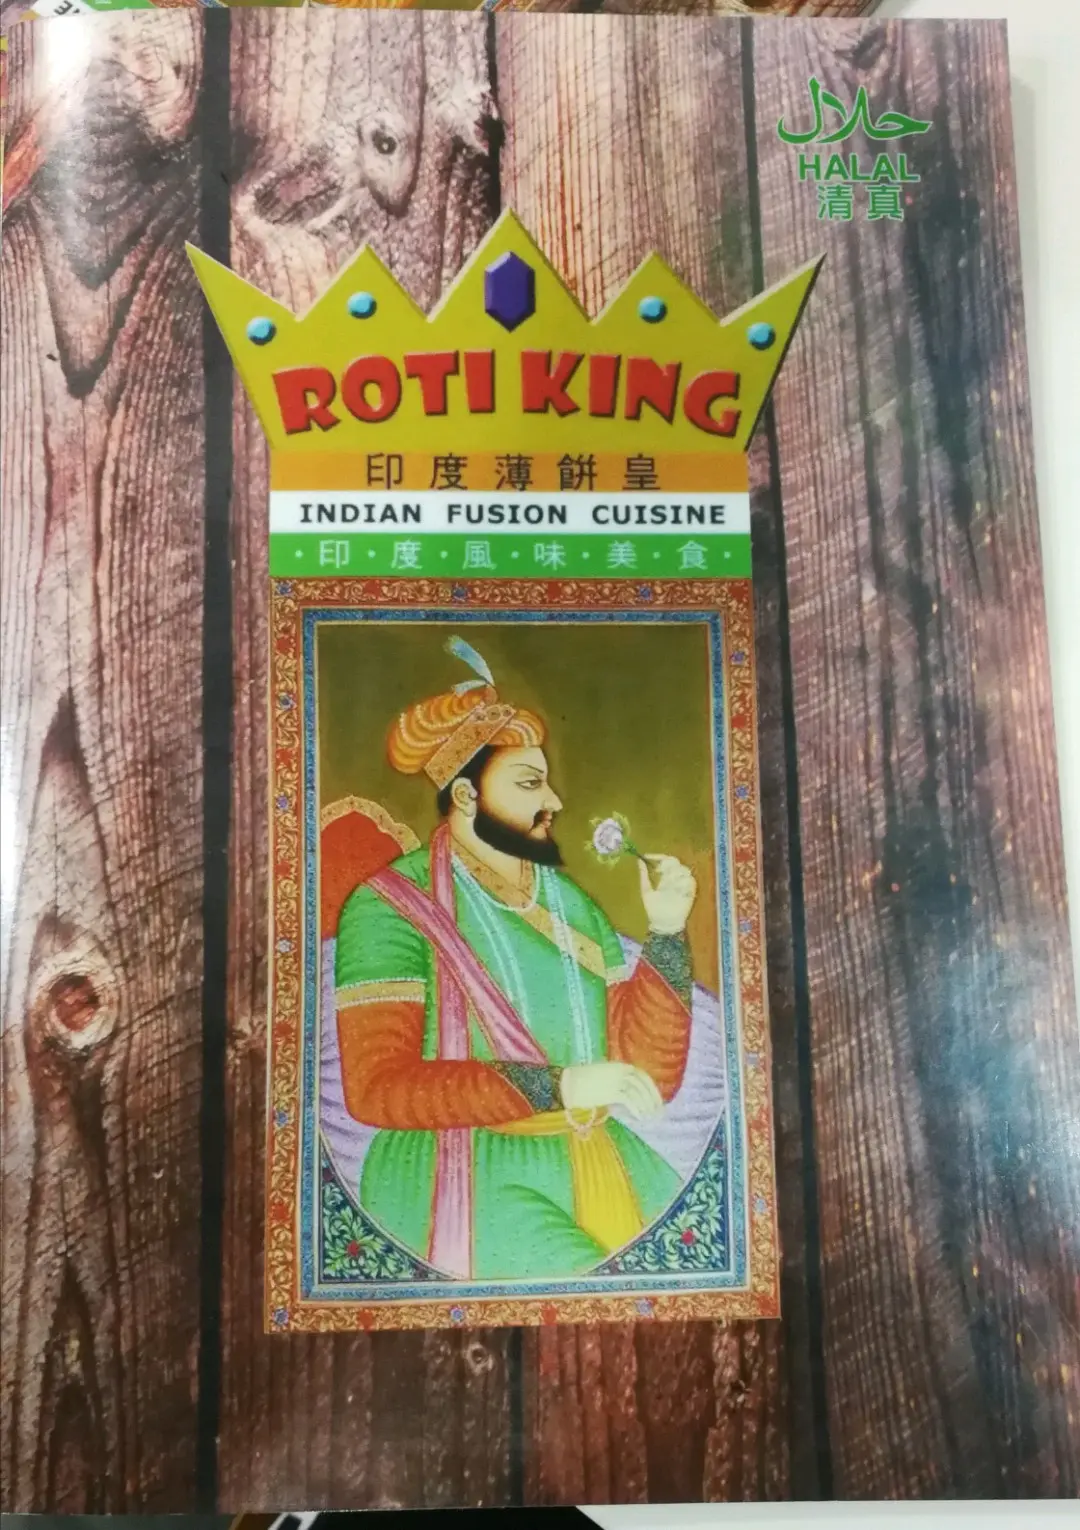 حلال
HALAL
清真
ROTI KING
印度薄餅皇
INDIAN FUSION CUISINE
·印·度·風·味·美·食·